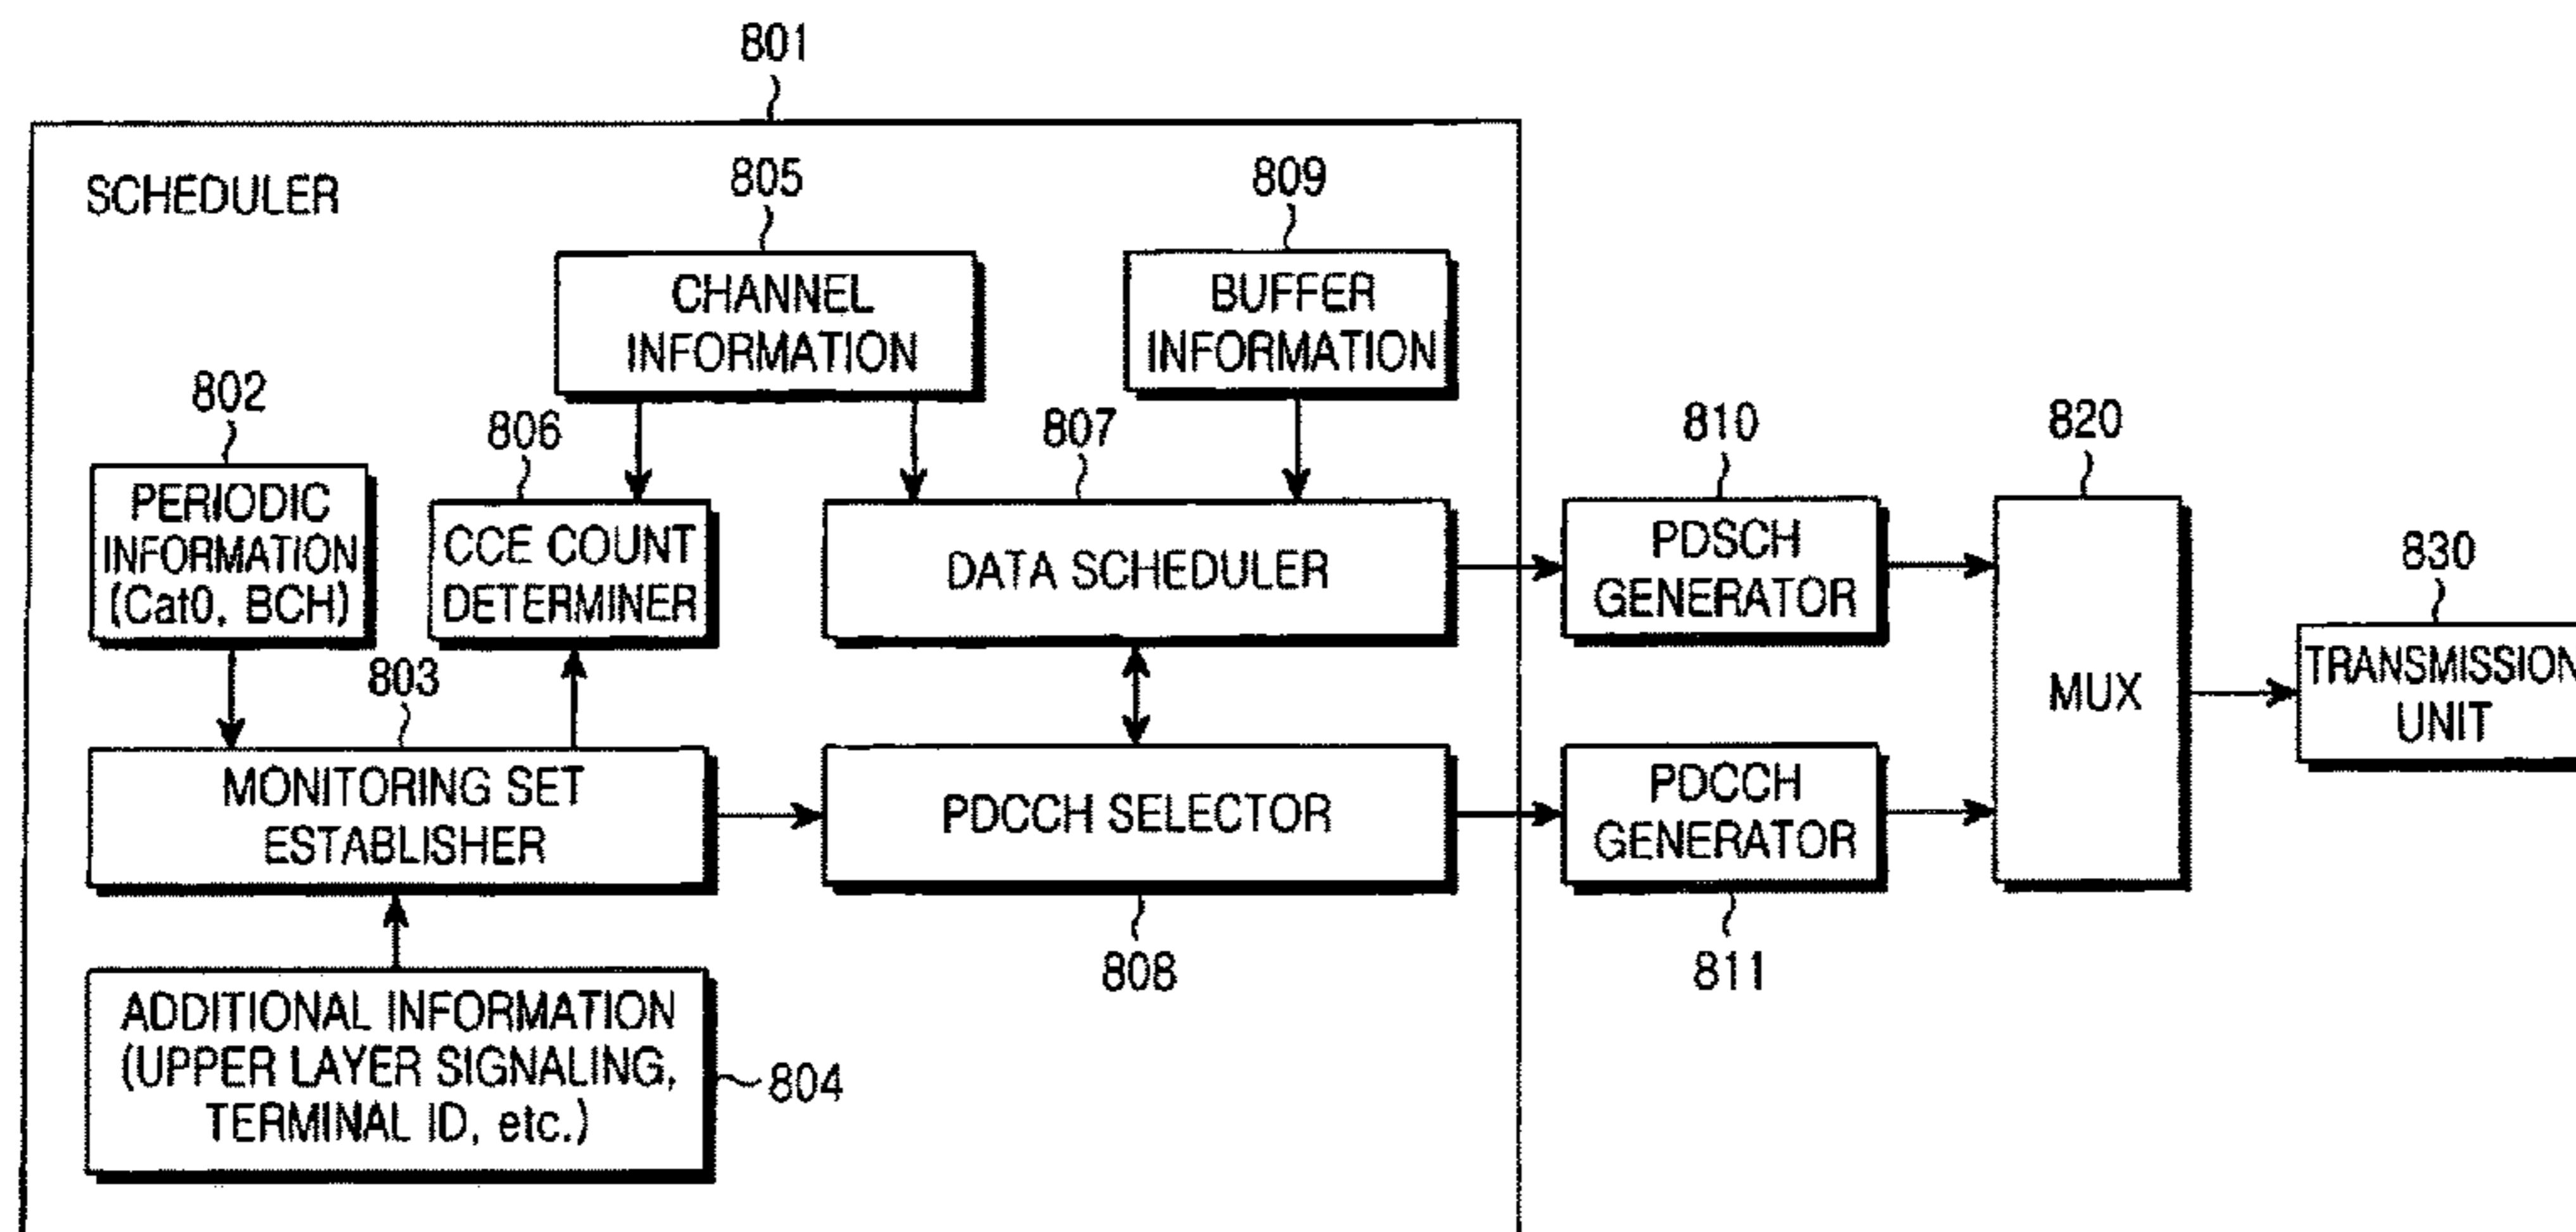 801
SCHEDULER
805
809
CHANNEL
INFORMATION
BUFFER
INFORMATION
802
806
807
810
820
PERIODIC
INFORMATION
(Cat0, BCH)
CCE COUNT
DETERMINER
DATA SCHEDULER
PDSCH
GENERATOR
MUX
830
TRANSMISSION
UNIT
803
MONITORING SET
ESTABLISHER
PDCCH SELECTOR
PDCCH
GENERATOR
808
811
ADDITIONAL INFORMATION
(UPPER LAYER SIGNALING,
TERMINAL ID, etc.)
804